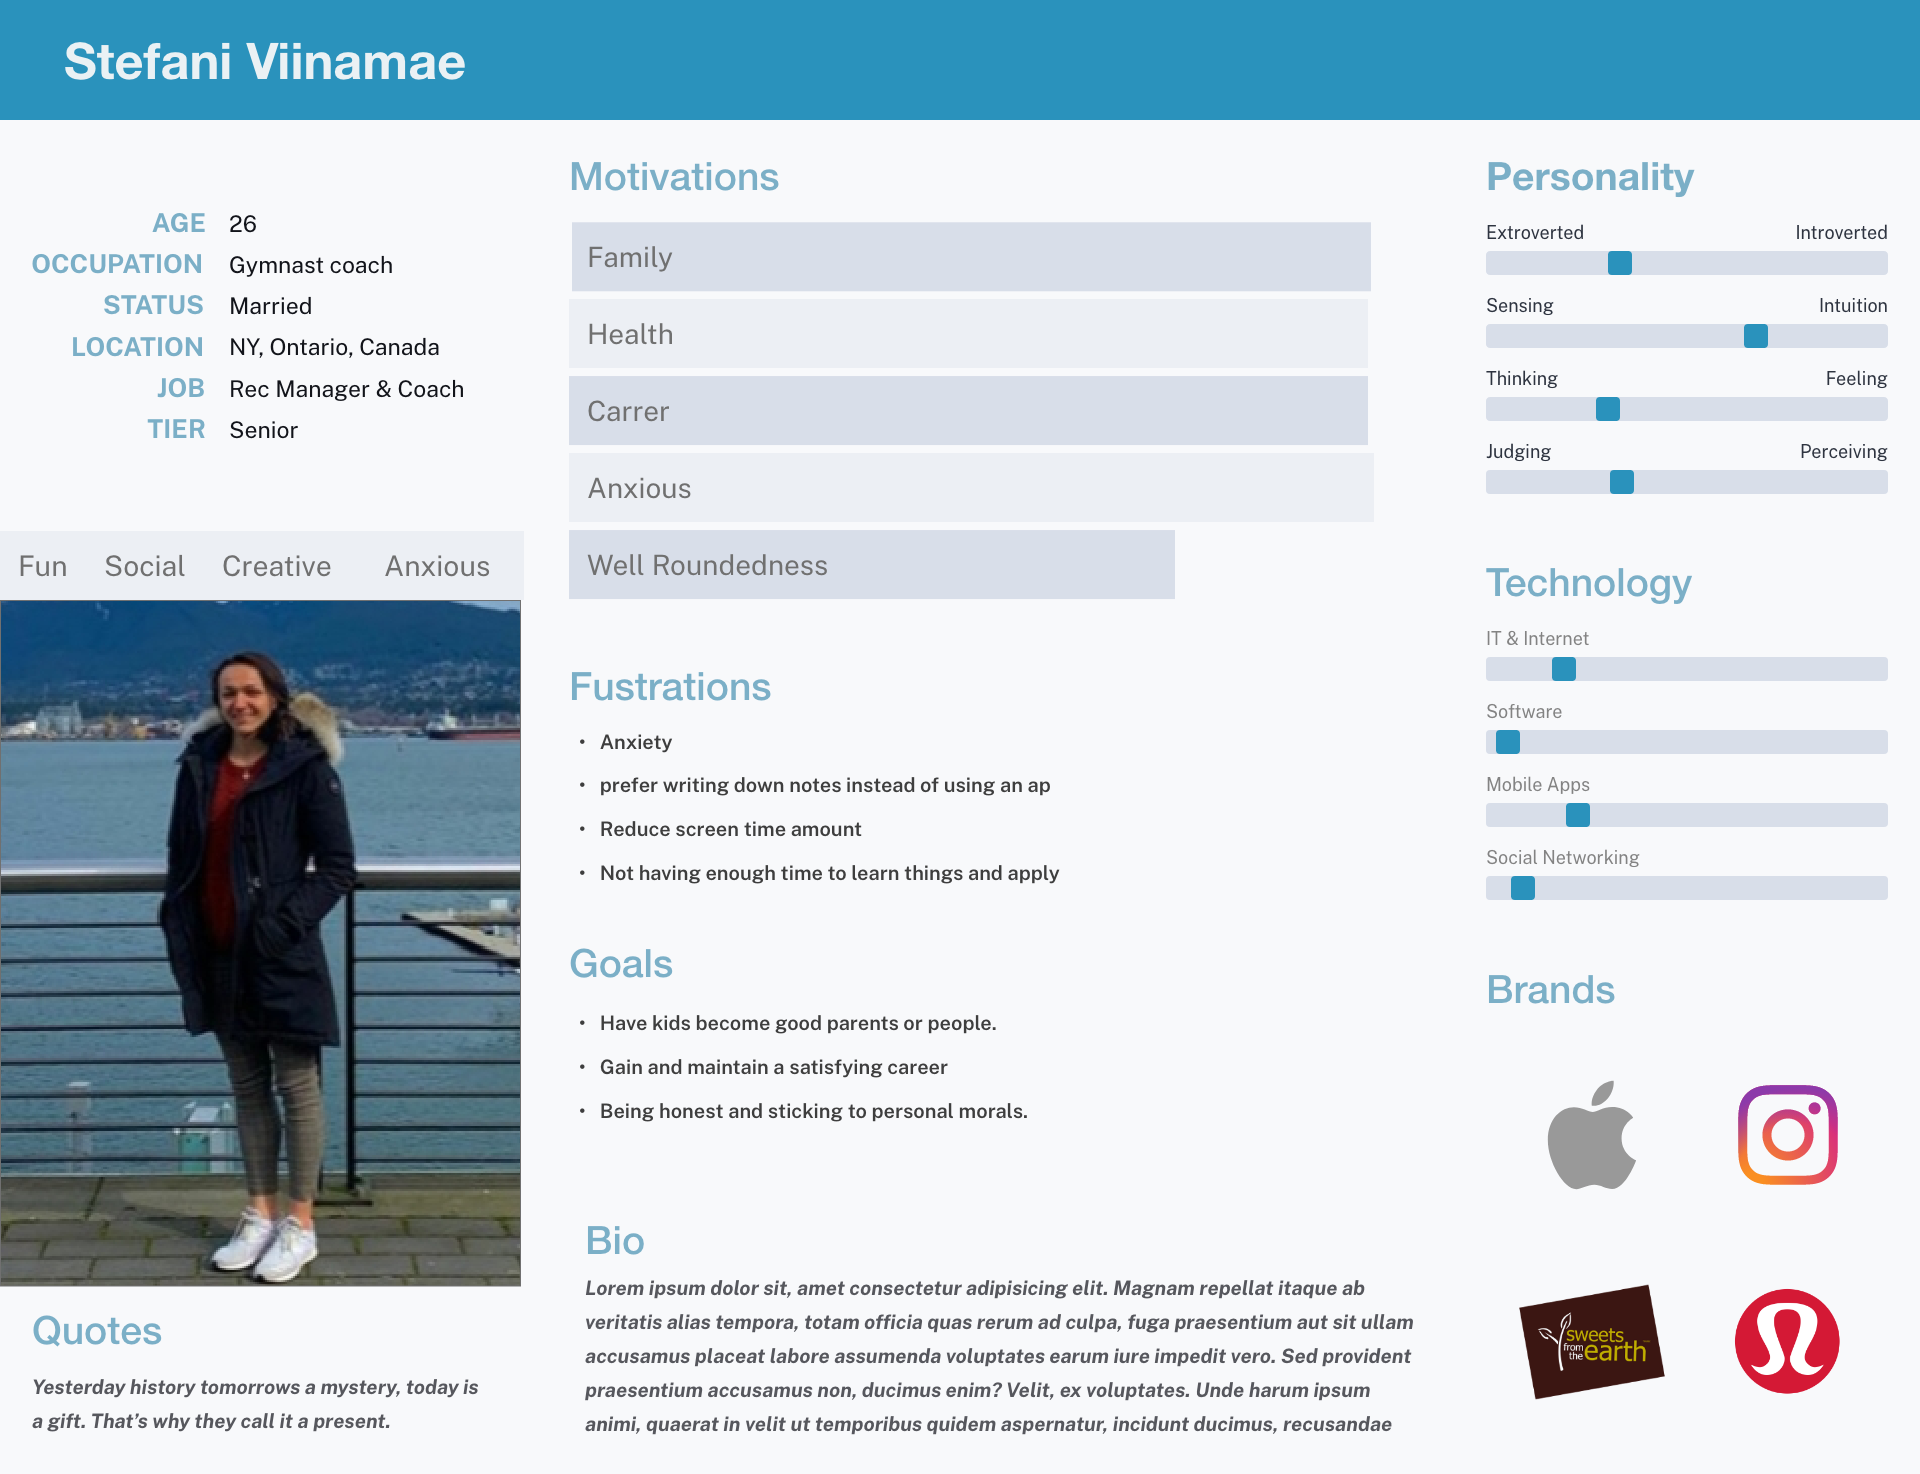 Stefani Viinamae
AGE 26
OCCUPATION Gymnast coach
STATUS Married
LOCATION NY, Ontario, Canada
JOB Rec Manager & Coach
TIER Senior
Fun Social Creative Anxious
Quotes
Yesterday history tomorrows a mystery, today is
a gift. That’s why they call it a present.
Motivations
Family
Health
Carrer
Anxious
Well Roundedness
Fustrations
• Anxiety
• prefer writing down notes instead of using an ap
• Reduce screen time amount
• Not having enough time to learn things and apply
Goals
• Have kids become good parents or people.
• Gain and maintain a satisfying career
• Being honest and sticking to personal morals.
Bio
Lorem ipsum dolor sit, amet consectetur adipisicing elit. Magnam repellat itaque ab
veritatis alias tempora, totam officia quas rerum ad culpa, fuga praesentium aut sit ullam
accusamus placeat labore assumenda voluptates earum iure impedit vero. Sed provident
praesentium accusamus non, ducimus enim? Velit, ex voluptates. Unde harum ipsum
animi, quaerat in velit ut temporibus quidem aspernatur, incidunt ducimus, recusandae
Personality
Extroverted Introverted
Sensing Intuition
Thinking Feeling
Judging Perceiving
Technology
IT & Internet
Software
Mobile Apps
Social Networking
Brands
sweets
from
the earth